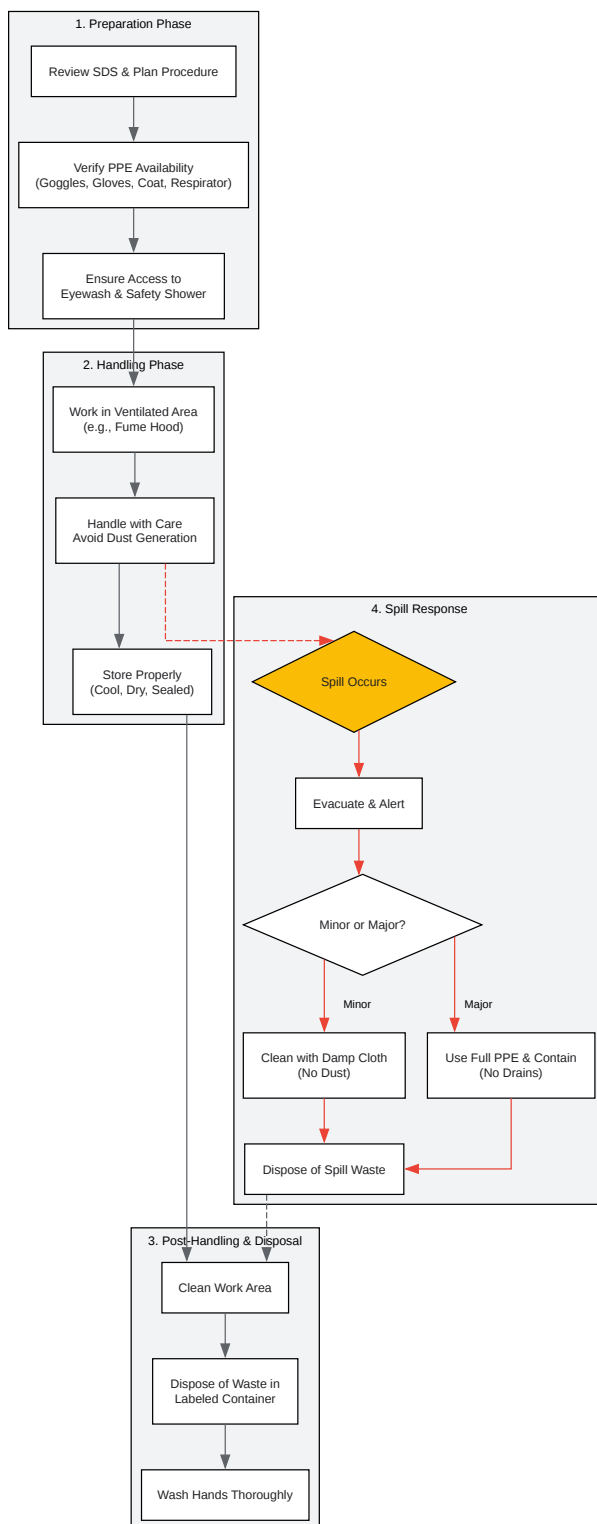 1. Preparation Phase
Review SDS & Plan Procedure
Verify PPE Availability
(Goggles, Gloves, Coat, Respirator)
Ensure Access to
Eyewash & Safety Shower
2. Handling Phase
Work in Ventilated Area
(e.g., Fume Hood)
Handle with Care
Avoid Dust Generation
Store Properly
(Cool, Dry, Sealed)
4. Spill Response
Spill Occurs
Evacuate & Alert
Minor or Major?
Minor
Major
Clean with Damp Cloth
(No Dust)
Use Full PPE & Contain
(No Drains)
Dispose of Spill Waste
3. Post-Handling & Disposal
Clean Work Area
Dispose of Waste in
Labeled Container
Wash Hands Thoroughly